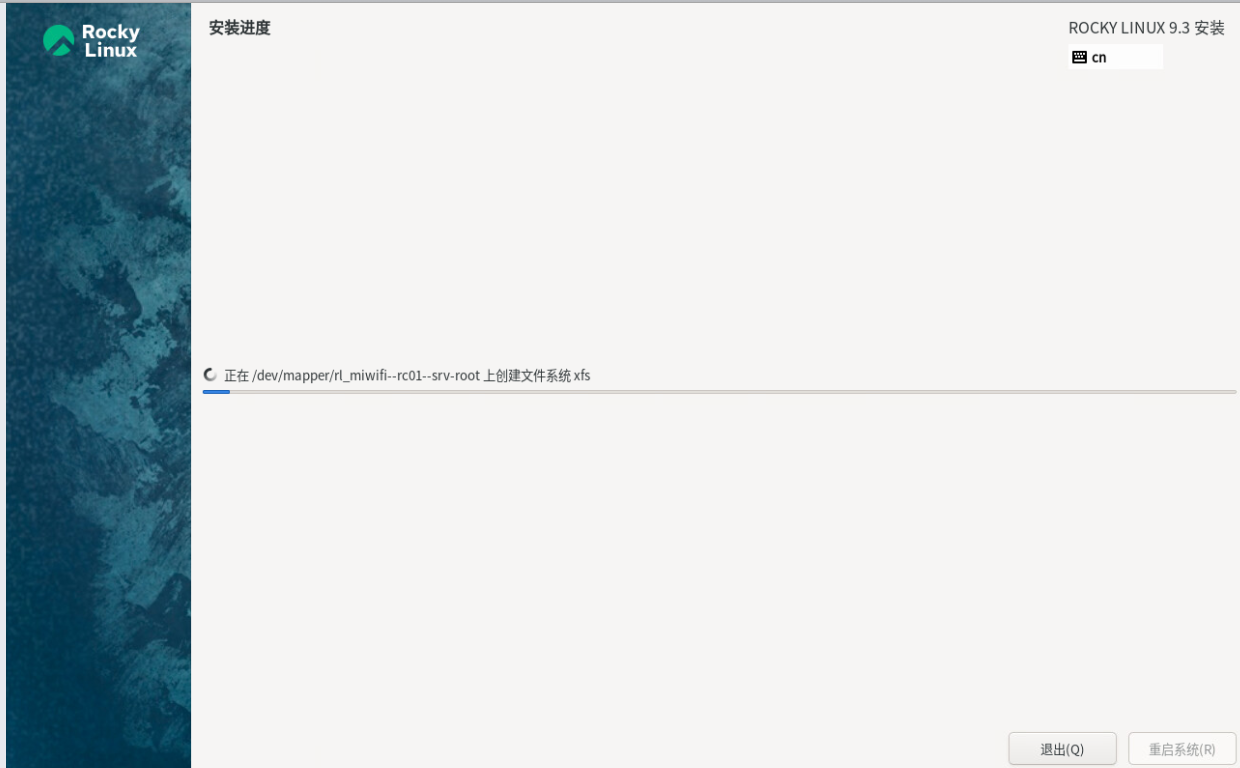 Rocky
Linux
安装进度
ROCKY LINUX 9.3 安装
cn
正在 /dev/mapper/rl_miwifi--rc01--srv-root 上创建文件系统 xfs
退出(Q)
重启系统(R)